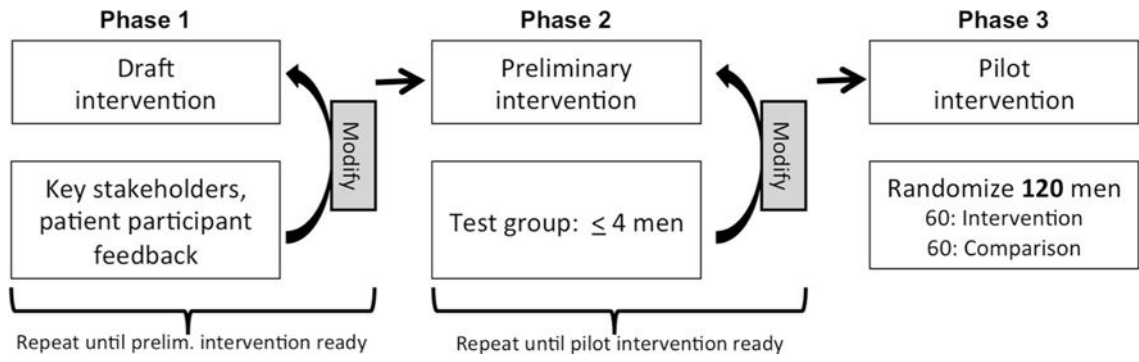 Phase 1
Draft
intervention
Modify
Key stakeholders,
patient participant
feedback
Repeat until prelim. intervention ready
Phase 2
Preliminary
intervention
Modify
Test group: ≤ 4 men
Repeat until pilot intervention ready
Phase 3
Pilot
intervention
Randomize 120 men
60: Intervention
60: Comparison